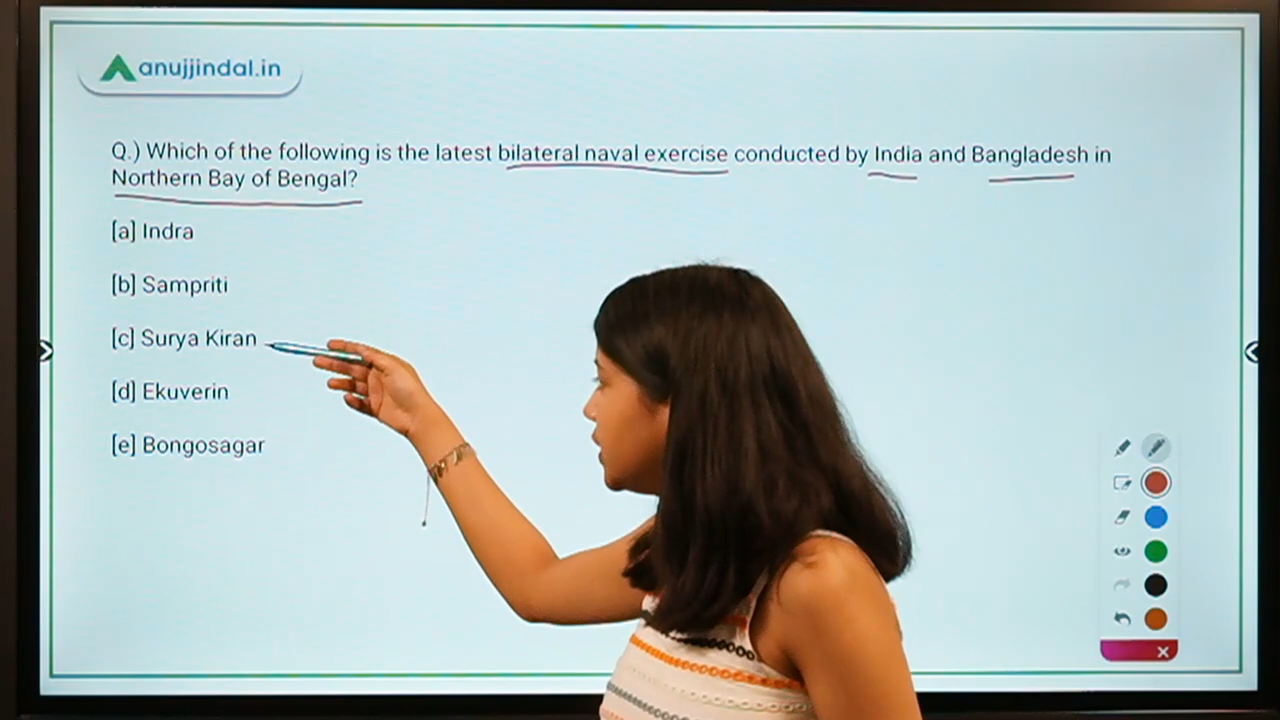 anujjindal.in
Q.) Which of the following is the latest bilateral naval exercise conducted by India and Bangladesh in
Northern Bay of Bengal?
[a] Indra
[b] Sampriti
[c] Surya Kiran
[d] Ekuverin
[e] Bongosagar